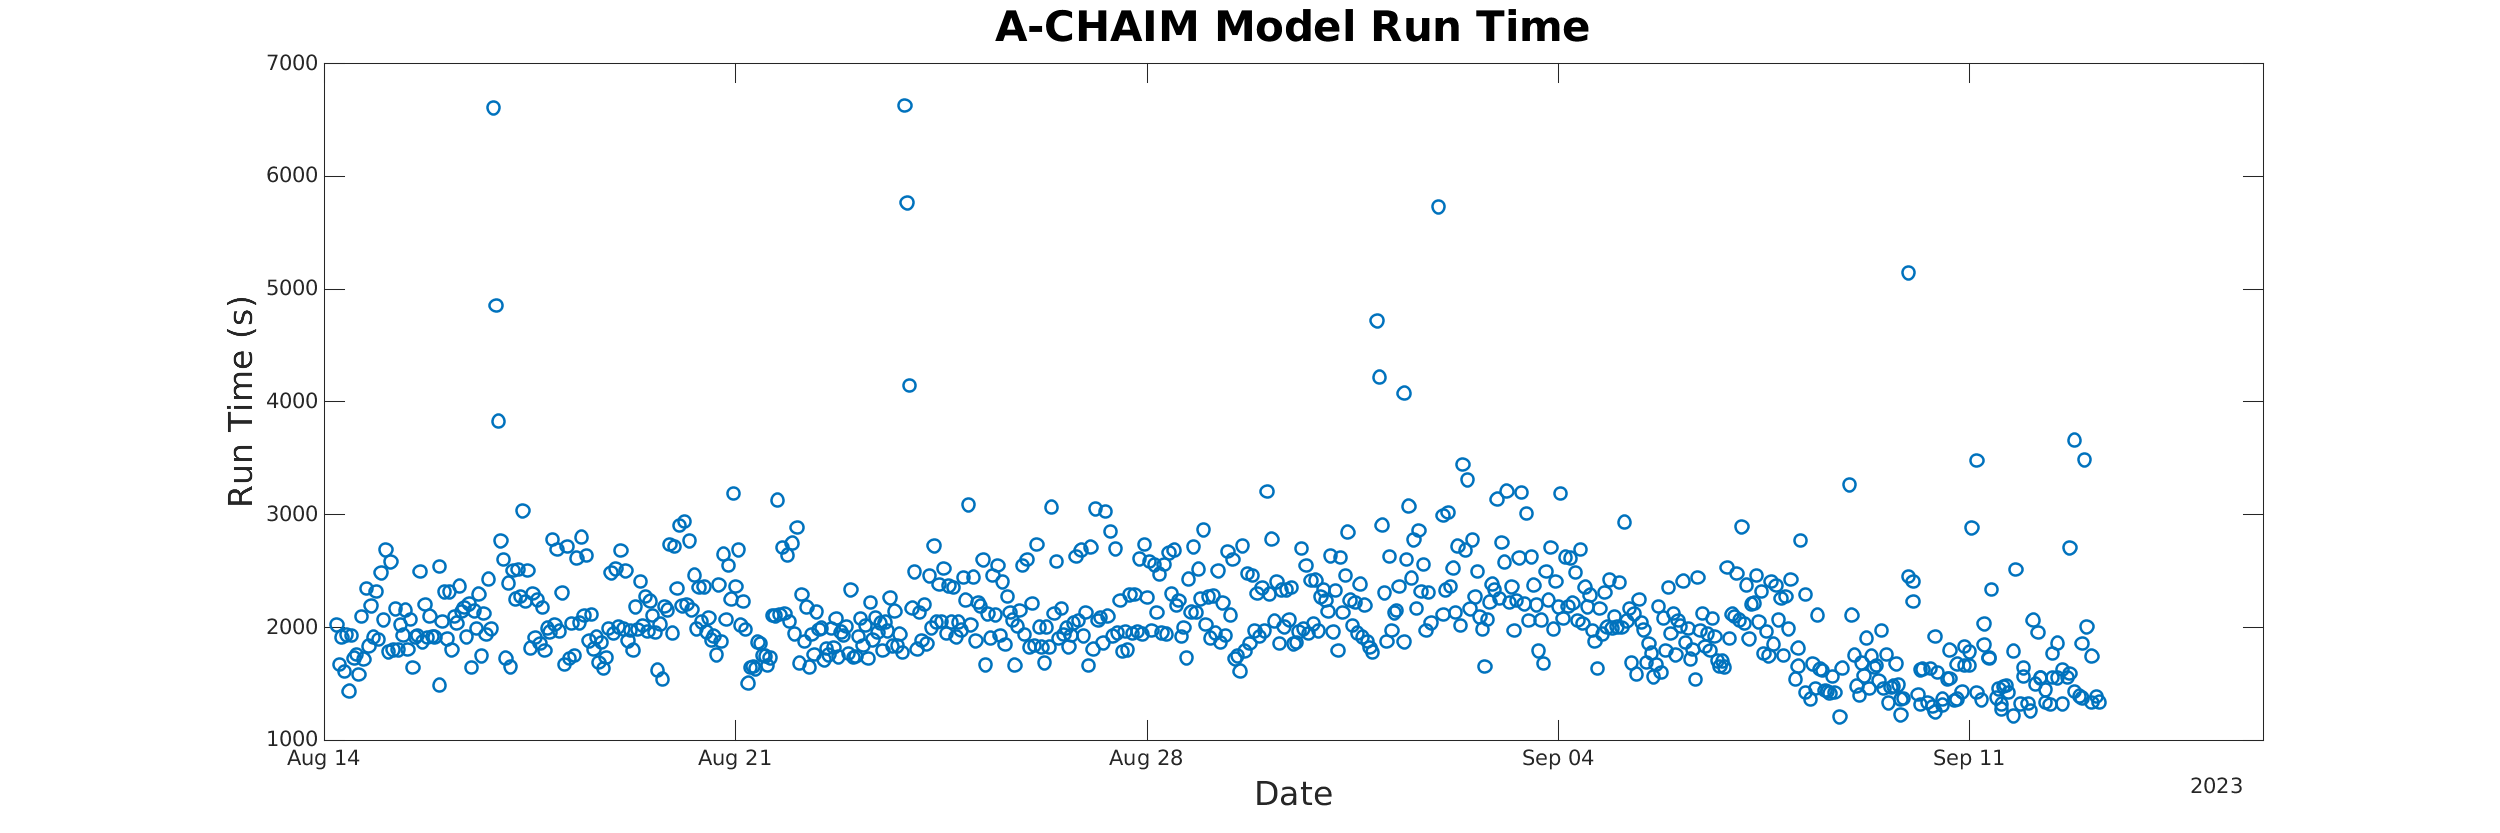 A-CHAIM Model Run Time
7000
6000
5000
4000
3000
2000
1000
Run Time (s)
Aug 14
Aug 21
Aug 28
Sep 04
Sep 11
2023
Date